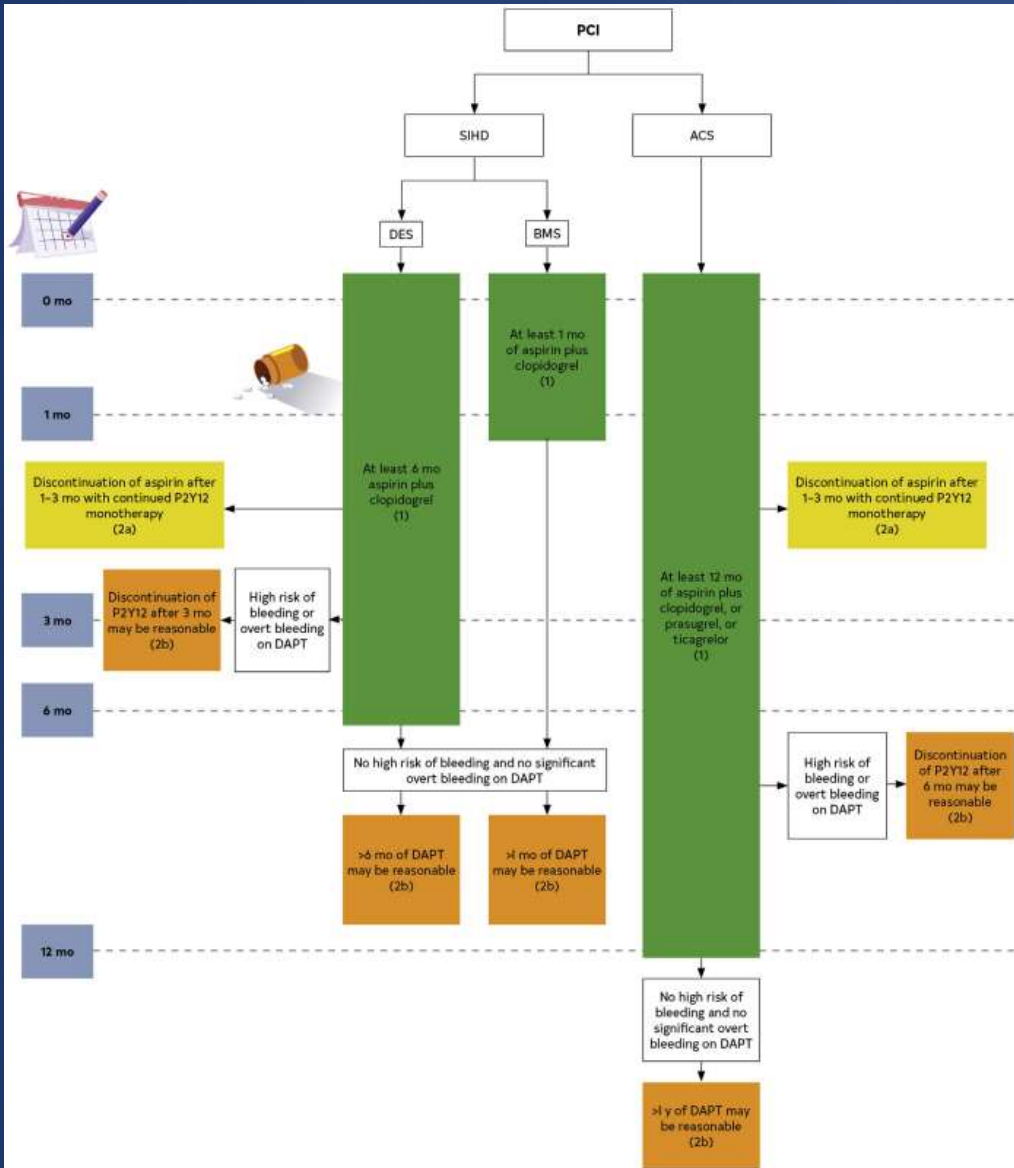 PCI
SIHD
ACS
DES
BMS
0 mo
At least 1 mo
of aspirin plus
clopidogrel
(1)
1 mo
At least 6 mo
aspirin plus
clopidogrel
(1)
Discontinuation of aspirin after
1–3 mo with continued P2Y12
monotherapy
(2a)
Discontinuation of aspirin after
1–3 mo with continued P2Y12
monotherapy
(2a)
3 mo
Discontinuation of
P2Y12 after 3 mo
may be reasonable
(2b)
High risk of
bleeding or
overt bleeding
on DAPT
At least 12 mo
of aspirin plus
clopidogrel, or
prasugrel, or
ticagrelor
(1)
6 mo
No high risk of bleeding and no significant
overt bleeding on DAPT
High risk of
bleeding or
overt bleeding
on DAPT
Discontinuation
of P2Y12 after
6 mo may be
reasonable
(2b)
>6 mo of DAPT
may be reasonable
(2b)
>l mo of DAPT
may be reasonable
(2b)
12 mo
No high risk of
bleeding and no
significant overt
bleeding on DAPT
>l y of DAPT may
be reasonable
(2b)